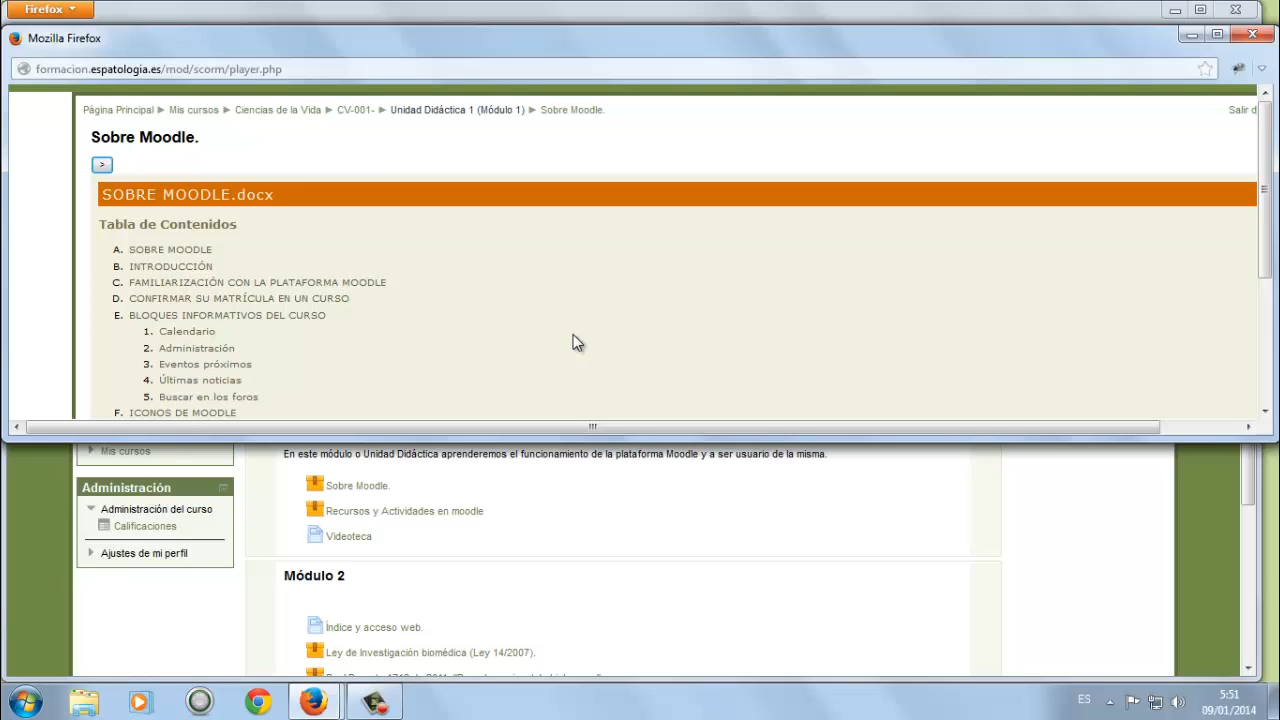 Firefox
Mozilla Firefox
formacion.espatologia.es/mod/scorm/player.php
Página Principal ► Mis cursos ► Ciencias de la Vida ► CV-001- ► Unidad Didáctica 1 (Módulo 1) ► Sobre Moodle.
Salir d
Sobre Moodle.
>
SOBRE MOODLE.docx
Tabla de Contenidos
A. SOBRE MOODLE
B. INTRODUCCIÓN
C. FAMILIARIZACIÓN CON LA PLATAFORMA MOODLE
D. CONFIRMAR SU MATRÍCULA EN UN CURSO
E. BLOQUES INFORMATIVOS DEL CURSO
1. Calendario
2. Administración
3. Eventos próximos
4. Últimas noticias
5. Buscar en los foros
F. ICONOS DE MOODLE
Mis cursos
En este módulo o Unidad Didáctica aprenderemos el funcionamiento de la plataforma Moodle y a ser usuario de la misma.
Administración
Administración del curso
Calificaciones
Ajustes de mi perfil
Sobre Moodle.
Recursos y Actividades en moodle
Videoteca
Módulo 2
Índice y acceso web.
Ley de Investigación biomédica (Ley 14/2007).
ES
5:51
09/01/2014